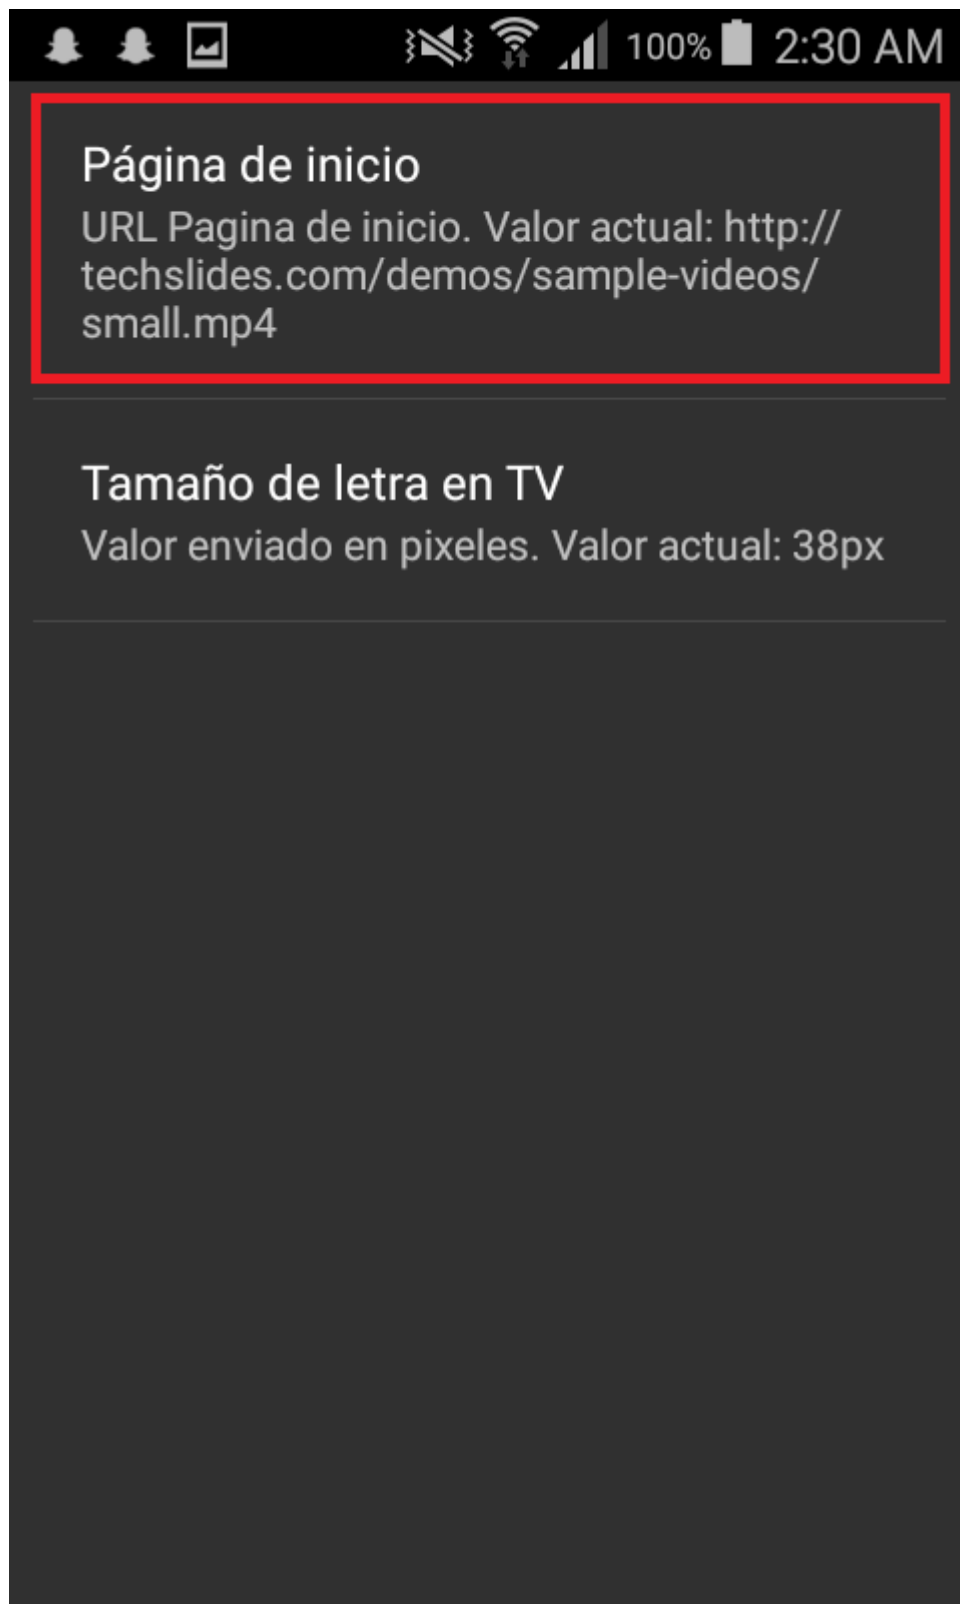 100% 2:30 AM
Página de inicio
URL Pagina de inicio. Valor actual: http://
techslides.com/demos/sample-videos/
small.mp4
Tamaño de letra en TV
Valor enviado en pixeles. Valor actual: 38px